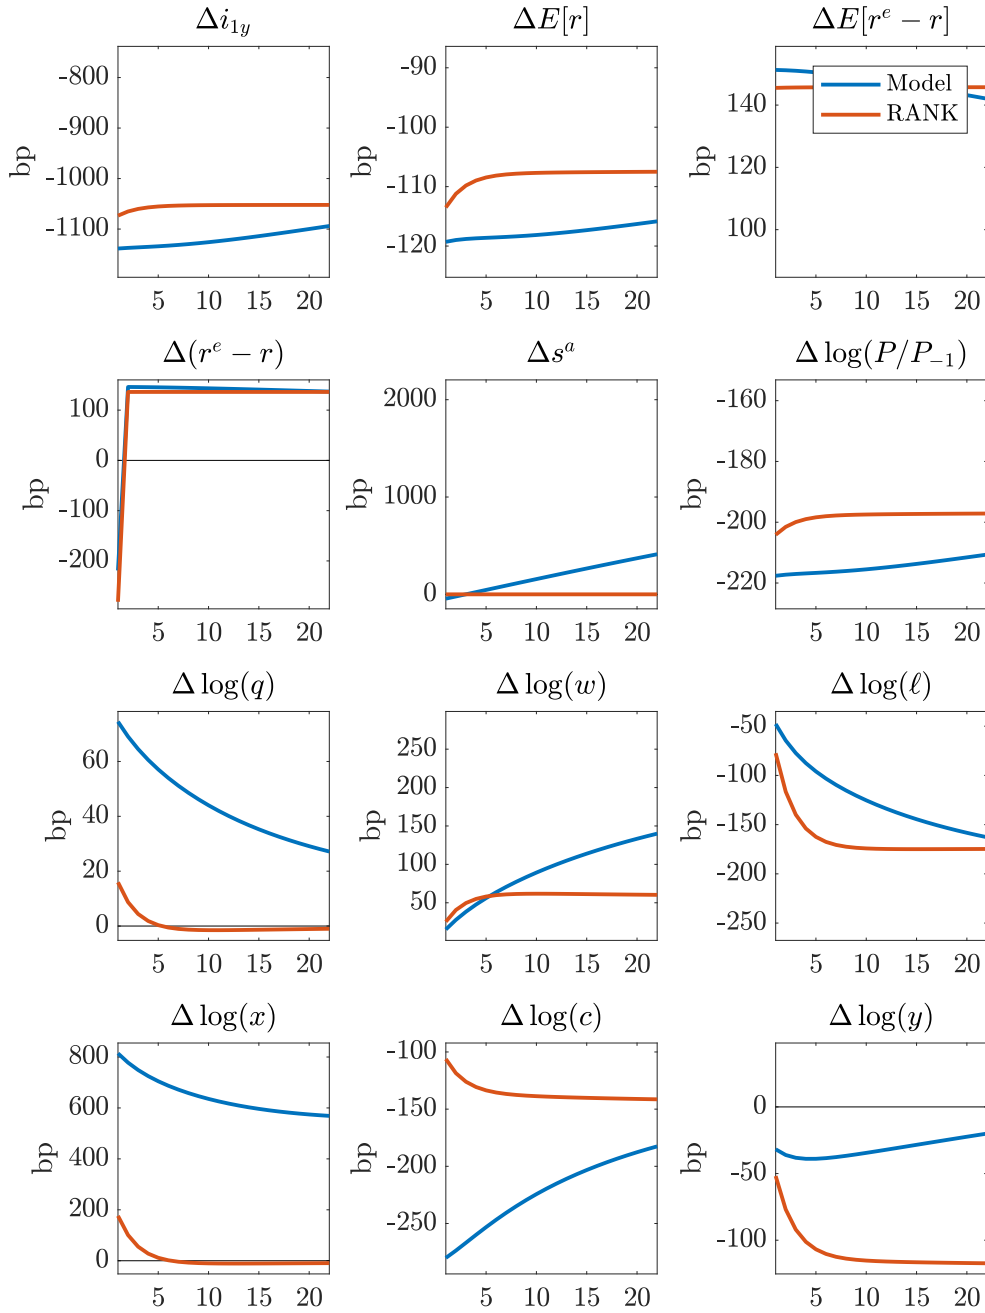 Δi_{1y}
ΔE[r]
ΔE[r^e − r]
bp
-800
-900
-1000
-1100
5 10 15 20
-90
-100
-110
-120
5 10 15 20
bp
140
120
100
5 10 15 20
Model
RANK
Δ(r^e − r)
Δs^a
Δ log(P/P_{−1})
bp
100
0
-100
-200
5 10 15 20
bp
2000
1000
0
5 10 15 20
bp
-160
-180
-200
-220
5 10 15 20
Δ log(q)
Δ log(w)
Δ log(ℓ)
bp
60
40
20
0
5 10 15 20
bp
250
200
150
100
50
5 10 15 20
bp
-50
-100
-150
-200
-250
5 10 15 20
Δ log(x)
Δ log(c)
Δ log(y)
bp
800
600
400
200
0
5 10 15 20
bp
-100
-150
-200
-250
5 10 15 20
bp
0
-50
-100
5 10 15 20